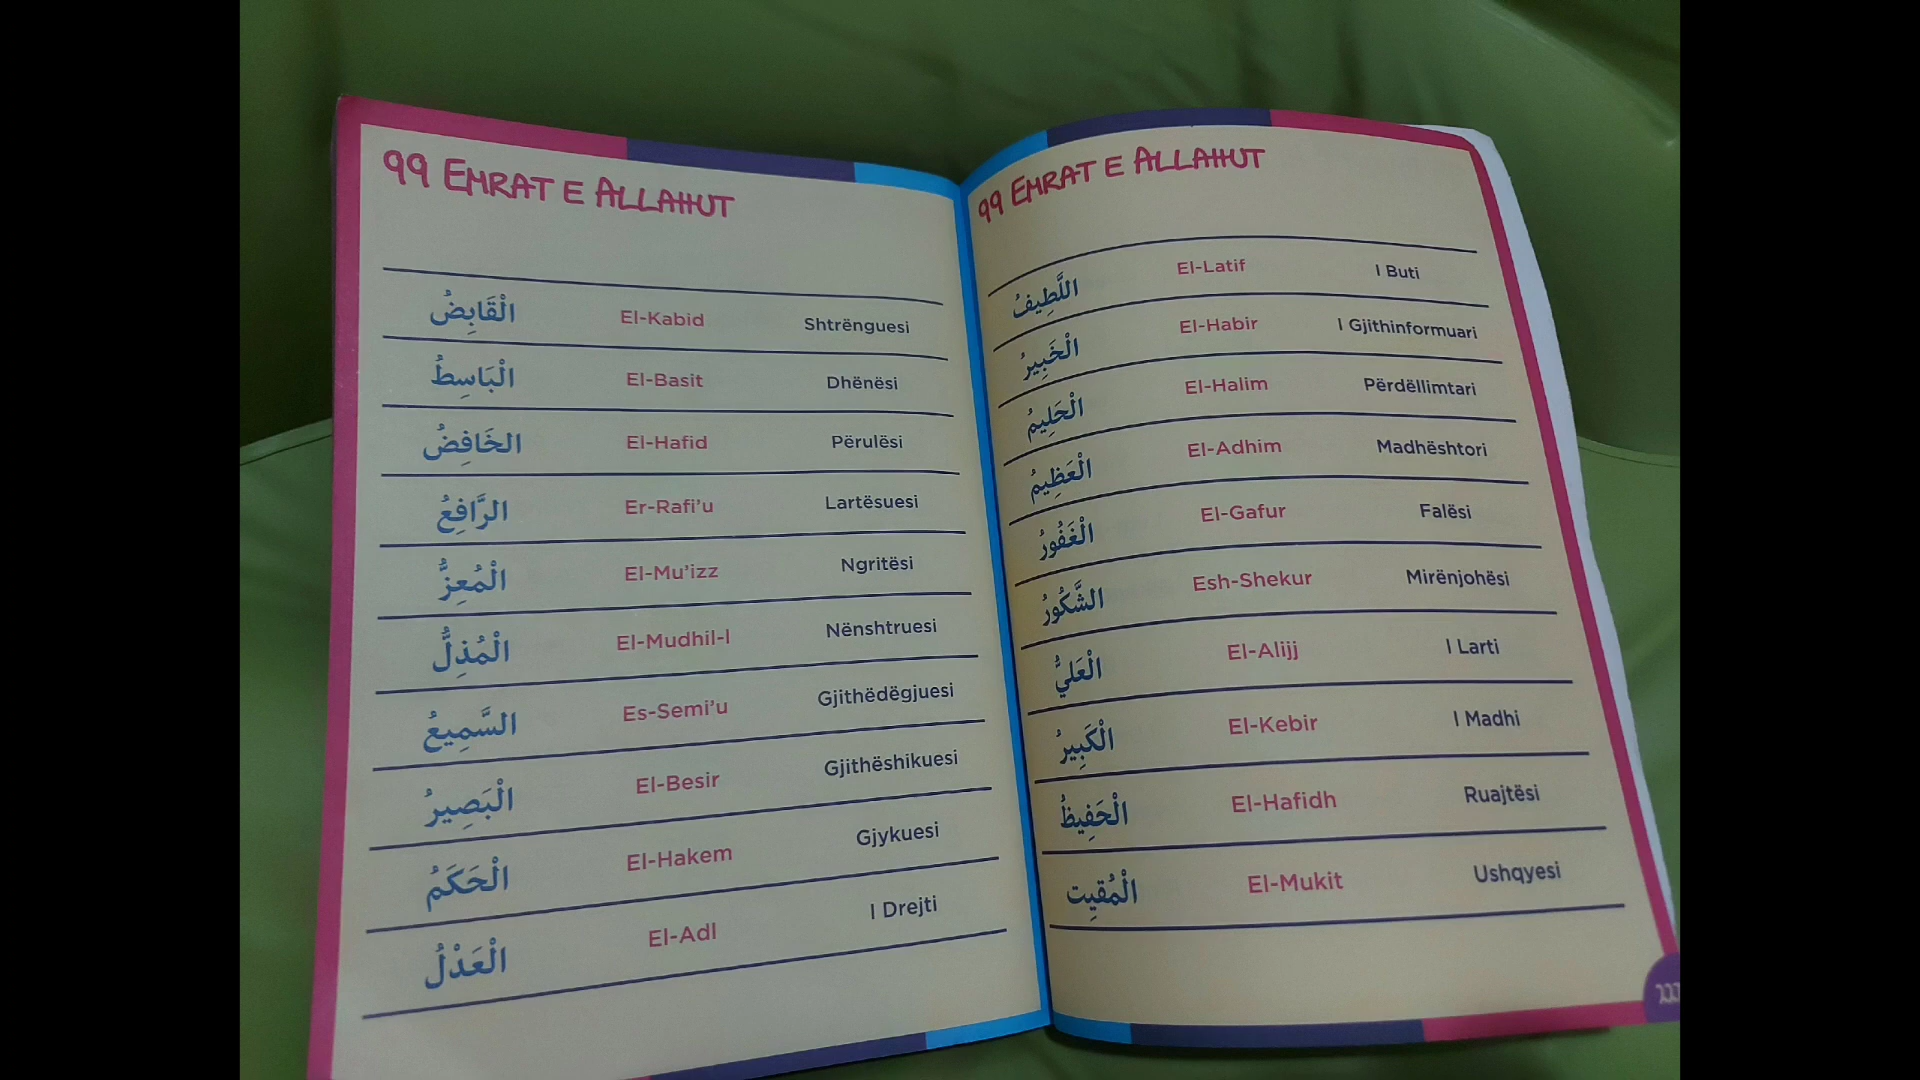 99 EMRAT E ALLAHUT
الْقَابِضُ El-Kabid Shtrënguesi
الْبَاسِطُ El-Basit Dhënësi
الخَافِضُ El-Hafid Përulësi
الرَّافِعُ Er-Rafi'u Lartësuesi
الْمُعِزُّ El-Mu'izz Ngritësi
الْمُذِلُّ El-Mudhil-l Nënshtruesi
السَّمِيعُ Es-Semi'u Gjithëdëgjuesi
الْبَصِيرُ El-Besir Gjithëshikuesi
الْحَكَمُ El-Hakem Gjykuesi
الْعَدْلُ El-Adl I Drejti
99 EMRAT E ALLAHUT
اللَّطِيفُ El-Latif I Buti
الْخَبِيرُ El-Habir I Gjithinformuari
الْحَلِيمُ El-Halim Përdëllimtari
الْعَظِيمُ El-Adhim Madhështori
الْغَفُورُ El-Gafur Falësi
الشَّكُورُ Esh-Shekur Mirënjohësi
الْعَلِيُّ El-Alijj I Larti
الْكَبِيرُ El-Kebir I Madhi
الْحَفِيظُ El-Hafidh Ruajtësi
الْمُقِيت El-Mukit Ushqyesi